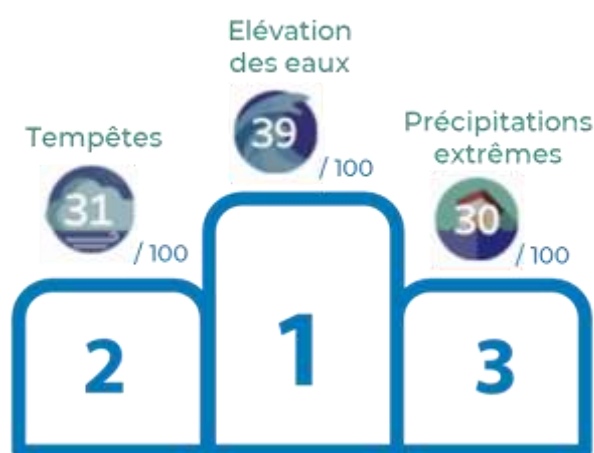 Elévation
des eaux
39
/ 100
Tempêtes
31
/ 100
Précipitations
extrêmes
30
/ 100
2
1
3